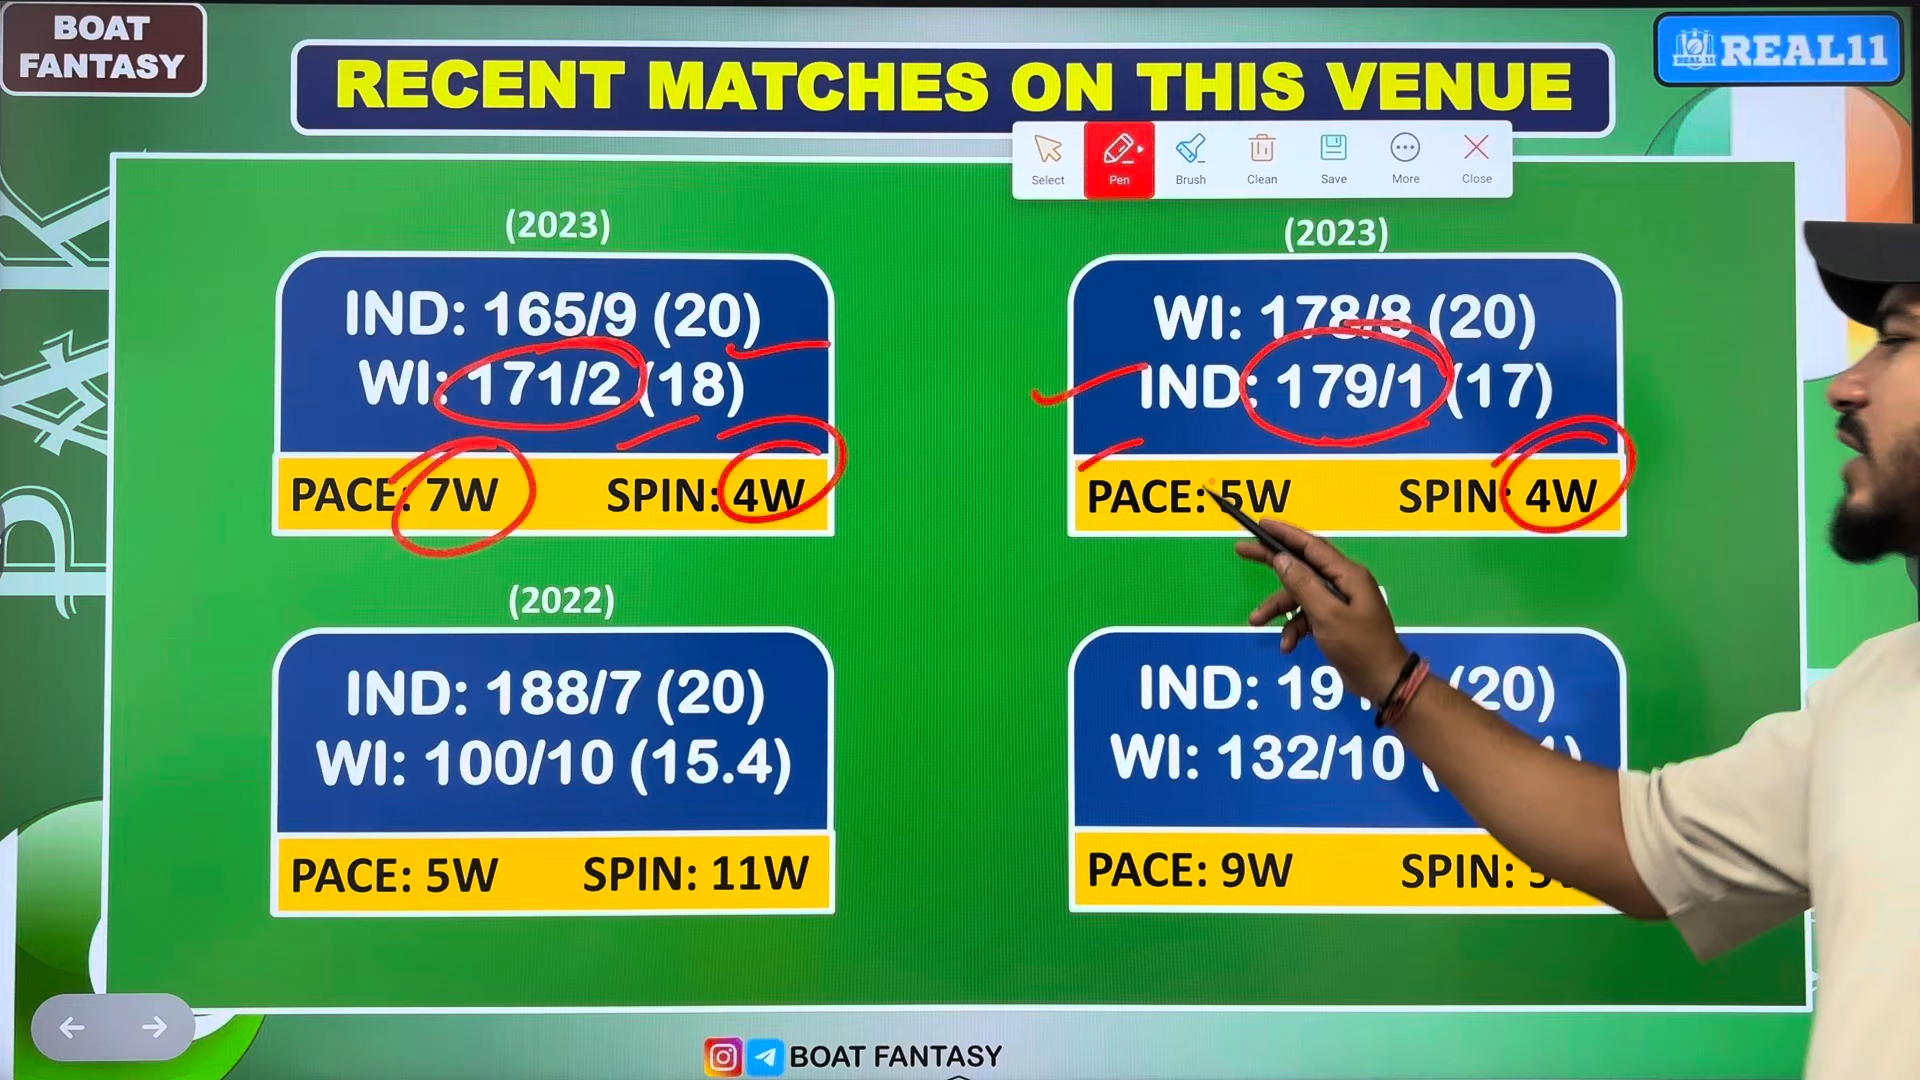 BOAT
FANTASY
RECENT MATCHES ON THIS VENUE
REAL11
Select
Pen
Brush
Clean
Save
More
Close
PAK
(2023)
IND: 165/9 (20)
WI: 171/2 (18)
PACE: 7W SPIN: 4W
(2023)
WI: 178/8 (20)
IND: 179/1 (17)
PACE: 5W SPIN: 4W
(2022)
IND: 188/7 (20)
WI: 100/10 (15.4)
PACE: 5W SPIN: 11W
IND: (20)
WI: 132/10
PACE: 9W SPIN:
BOAT FANTASY